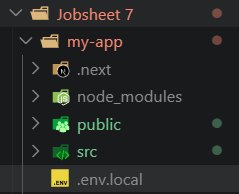 Jobsheet 7
my-app
.next
node_modules
public
src
.env.local